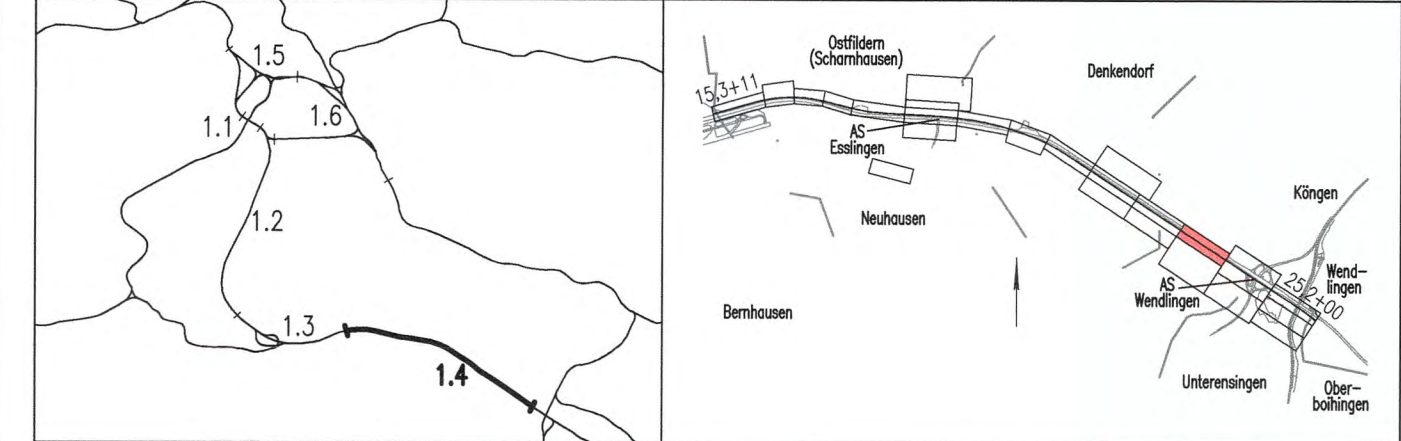 1.5
1.6
1.1
1.2
1.3
1.4
Ostfildern
(Scharnhausen)
Denkendorf
15,3+11
AS
Esslingen
Neuhausen
Köngen
Wend–
lingen
AS
Wendlingen
25,2+00
Bernhausen
Unterensingen
Ober–
boihingen